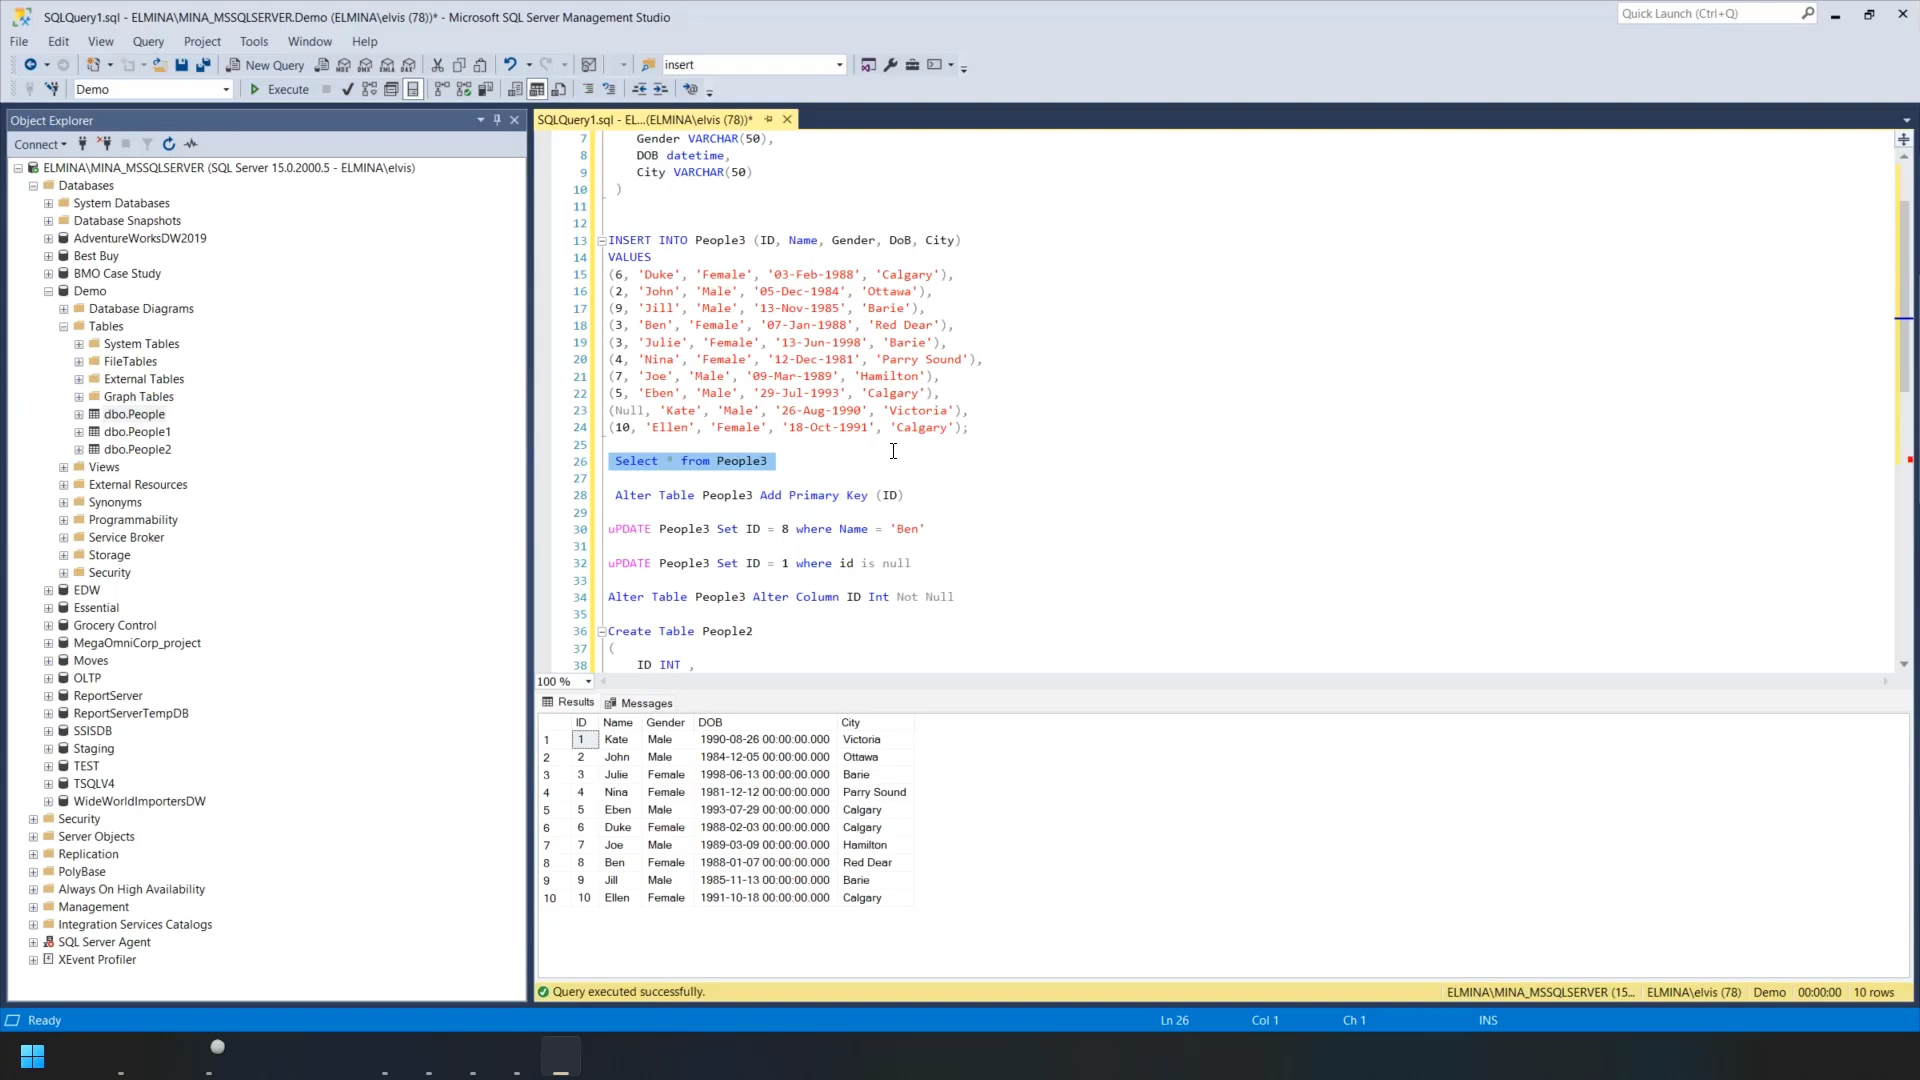 SQLQuery1.sql - ELMINA\MINA_MSSQLSERVER.Demo (ELMINA\elvis (78))* - Microsoft SQL Server Management Studio
Quick Launch (Ctrl+Q)
File Edit View Query Project Tools Window Help
New Query
insert
Demo
Execute
Object Explorer
Connect
ELMINA\MINA_MSSQLSERVER (SQL Server 15.0.2000.5 - ELMINA\elvis)
Databases
System Databases
Database Snapshots
AdventureWorksDW2019
Best Buy
BMO Case Study
Demo
Database Diagrams
Tables
System Tables
FileTables
External Tables
Graph Tables
dbo.People
dbo.People1
dbo.People2
Views
External Resources
Synonyms
Programmability
Service Broker
Storage
Security
EDW
Essential
Grocery Control
MegaOmniCorp_project
Moves
OLTP
ReportServer
ReportServerTempDB
SSISDB
Staging
TEST
TSQLV4
WideWorldImportersDW
Security
Server Objects
Replication
PolyBase
Always On High Availability
Management
Integration Services Catalogs
SQL Server Agent
XEvent Profiler
SQLQuery1.sql - EL...(ELMINA\elvis (78))*
7 Gender VARCHAR(50),
8 DOB datetime,
9 City VARCHAR(50)
10 )
11
12
13 INSERT INTO People3 (ID, Name, Gender, DoB, City)
14 VALUES
15 (6, 'Duke', 'Female', '03-Feb-1988', 'Calgary'),
16 (2, 'John', 'Male', '05-Dec-1984', 'Ottawa'),
17 (9, 'Jill', 'Male', '13-Nov-1985', 'Barie'),
18 (3, 'Ben', 'Female', '07-Jan-1988', 'Red Dear'),
19 (3, 'Julie', 'Female', '13-Jun-1998', 'Barie'),
20 (4, 'Nina', 'Female', '12-Dec-1981', 'Parry Sound'),
21 (7, 'Joe', 'Male', '09-Mar-1989', 'Hamilton'),
22 (5, 'Eben', 'Male', '29-Jul-1993', 'Calgary'),
23 (Null, 'Kate', 'Male', '26-Aug-1990', 'Victoria'),
24 (10, 'Ellen', 'Female', '18-Oct-1991', 'Calgary');
25
26 Select * from People3
27
28 Alter Table People3 Add Primary Key (ID)
29
30 uPDATE People3 Set ID = 8 where Name = 'Ben'
31
32 uPDATE People3 Set ID = 1 where id is null
33
34 Alter Table People3 Alter Column ID Int Not Null
35
36 Create Table People2
37 (
38 ID INT ,
100 %
Results Messages
ID Name Gender DOB City
1 1 Kate Male 1990-08-26 00:00:00.000 Victoria
2 2 John Male 1984-12-05 00:00:00.000 Ottawa
3 3 Julie Female 1998-06-13 00:00:00.000 Barie
4 4 Nina Female 1981-12-12 00:00:00.000 Parry Sound
5 5 Eben Male 1993-07-29 00:00:00.000 Calgary
6 6 Duke Female 1988-02-03 00:00:00.000 Calgary
7 7 Joe Male 1989-03-09 00:00:00.000 Hamilton
8 8 Ben Female 1988-01-07 00:00:00.000 Red Dear
9 9 Jill Male 1985-11-13 00:00:00.000 Barie
10 10 Ellen Female 1991-10-18 00:00:00.000 Calgary
Query executed successfully.
ELMINA\MINA_MSSQLSERVER (15... ELMINA\elvis (78) Demo 00:00:00 10 rows
Ready
Ln 26 Col 1 Ch 1 INS